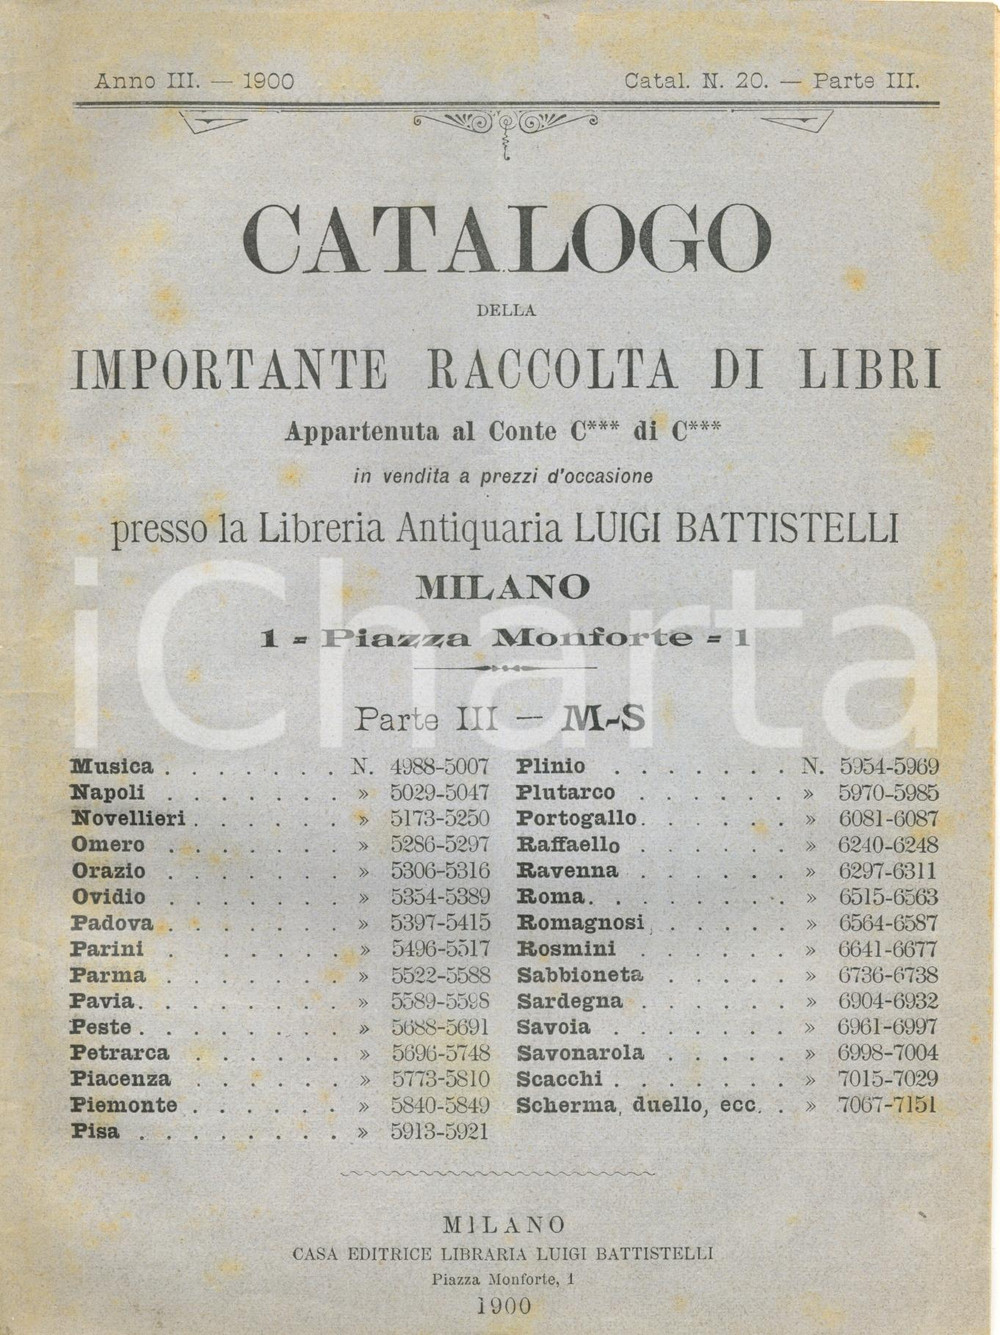 Anno III. — 1900
Catal. N. 20. — Parte III.
CATALOGO
DELLA
IMPORTANTE RACCOLTA DI LIBRI
Appartenuta al Conte C*** di C***
in vendita a prezzi d'occasione
presso la Libreria Antiquaria LUIGI BATTISTELLI
MILANO
1 - Piazza Monforte - 1
Parte III — M-S
Musica . . . . . . . N. 4988-5007
Napoli . . . . . . . » 5029-5047
Novellieri . . . . . . » 5173-5250
Omero . . . . . . . » 5286-5297
Orazio . . . . . . . » 5306-5316
Ovidio . . . . . . . » 5354-5389
Padova . . . . . . . » 5397-5415
Parini . . . . . . . » 5496-5517
Parma . . . . . . . » 5522-5588
Pavia . . . . . . . . » 5589-5598
Peste . . . . . . . . » 5688-5691
Petrarca . . . . . . » 5696-5748
Piacenza . . . . . . » 5773-5810
Piemonte . . . . . . » 5840-5849
Pisa . . . . . . . . » 5913-5921
Plinio . . . . . . . N. 5954-5969
Plutarco . . . . . . » 5970-5985
Portogallo . . . . . . » 6081-6087
Raffaello . . . . . . » 6240-6248
Ravenna . . . . . . » 6297-6311
Roma . . . . . . . . » 6515-6563
Romagnosi . . . . . . » 6564-6587
Rosmini . . . . . . » 6641-6677
Sabbioneta . . . . . » 6736-6738
Sardegna . . . . . . » 6904-6932
Savoia . . . . . . . » 6961-6997
Savonarola . . . . . » 6998-7004
Scacchi . . . . . . . » 7015-7029
Scherma, duello, ecc. . » 7067-7151
MILANO
CASA EDITRICE LIBRARIA LUIGI BATTISTELLI
Piazza Monforte, 1
1900
iCharta